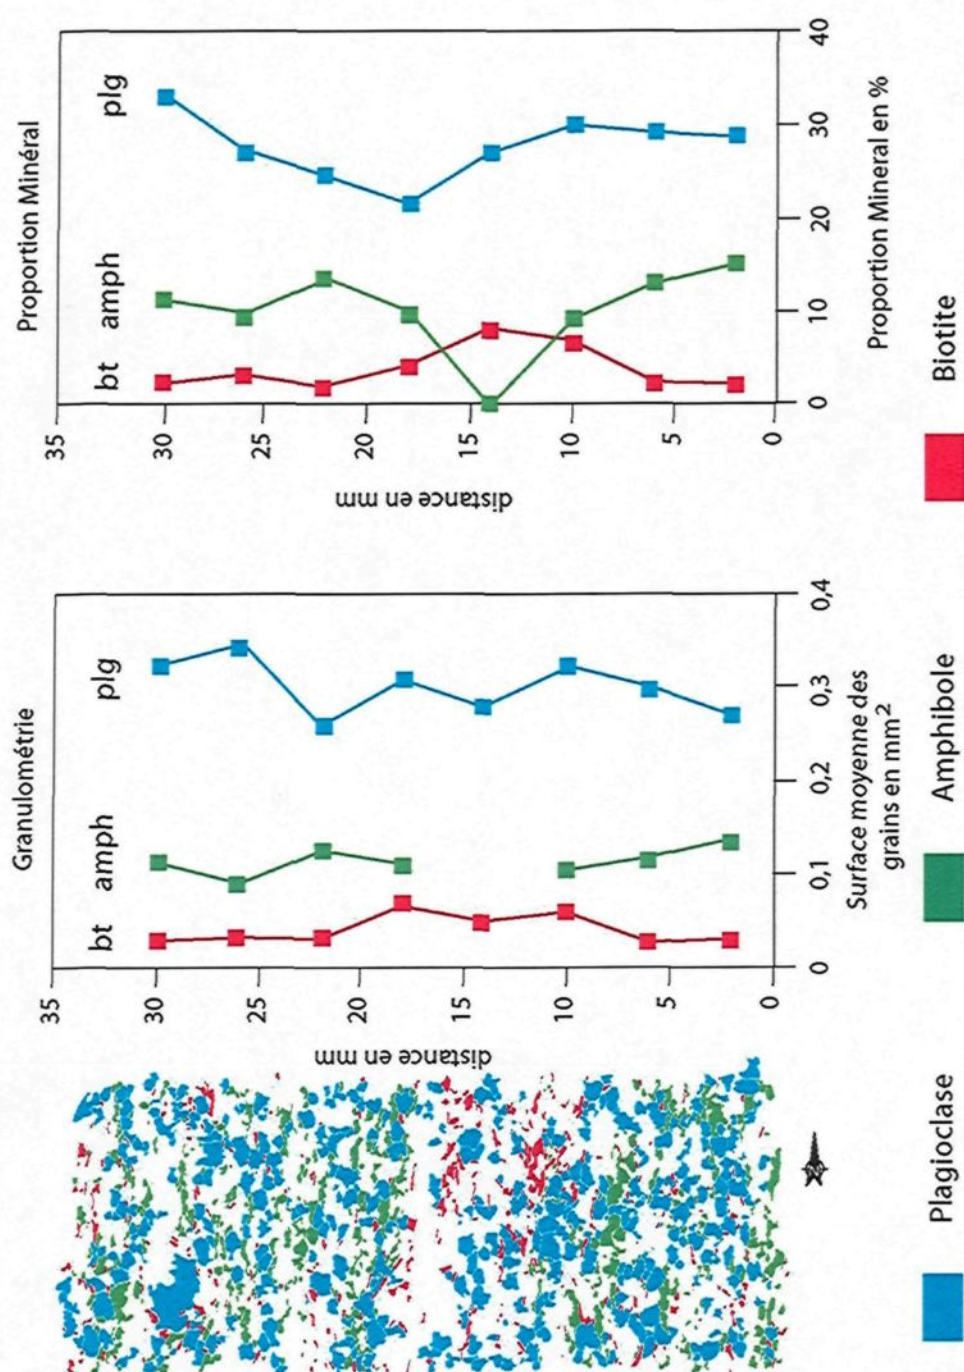 Granulométrie
bt
amph
plg
35
30
25
20
15
10
5
0
distance en mm
0
0,1
0,2
0,3
0,4
Surface moyenne des
grains en mm2
Proportion Minéral
bt
amph
plg
35
30
25
20
15
10
5
0
distance en mm
0
10
20
30
40
Proportion Mineral en %
Plagioclase
Amphibole
Biotite